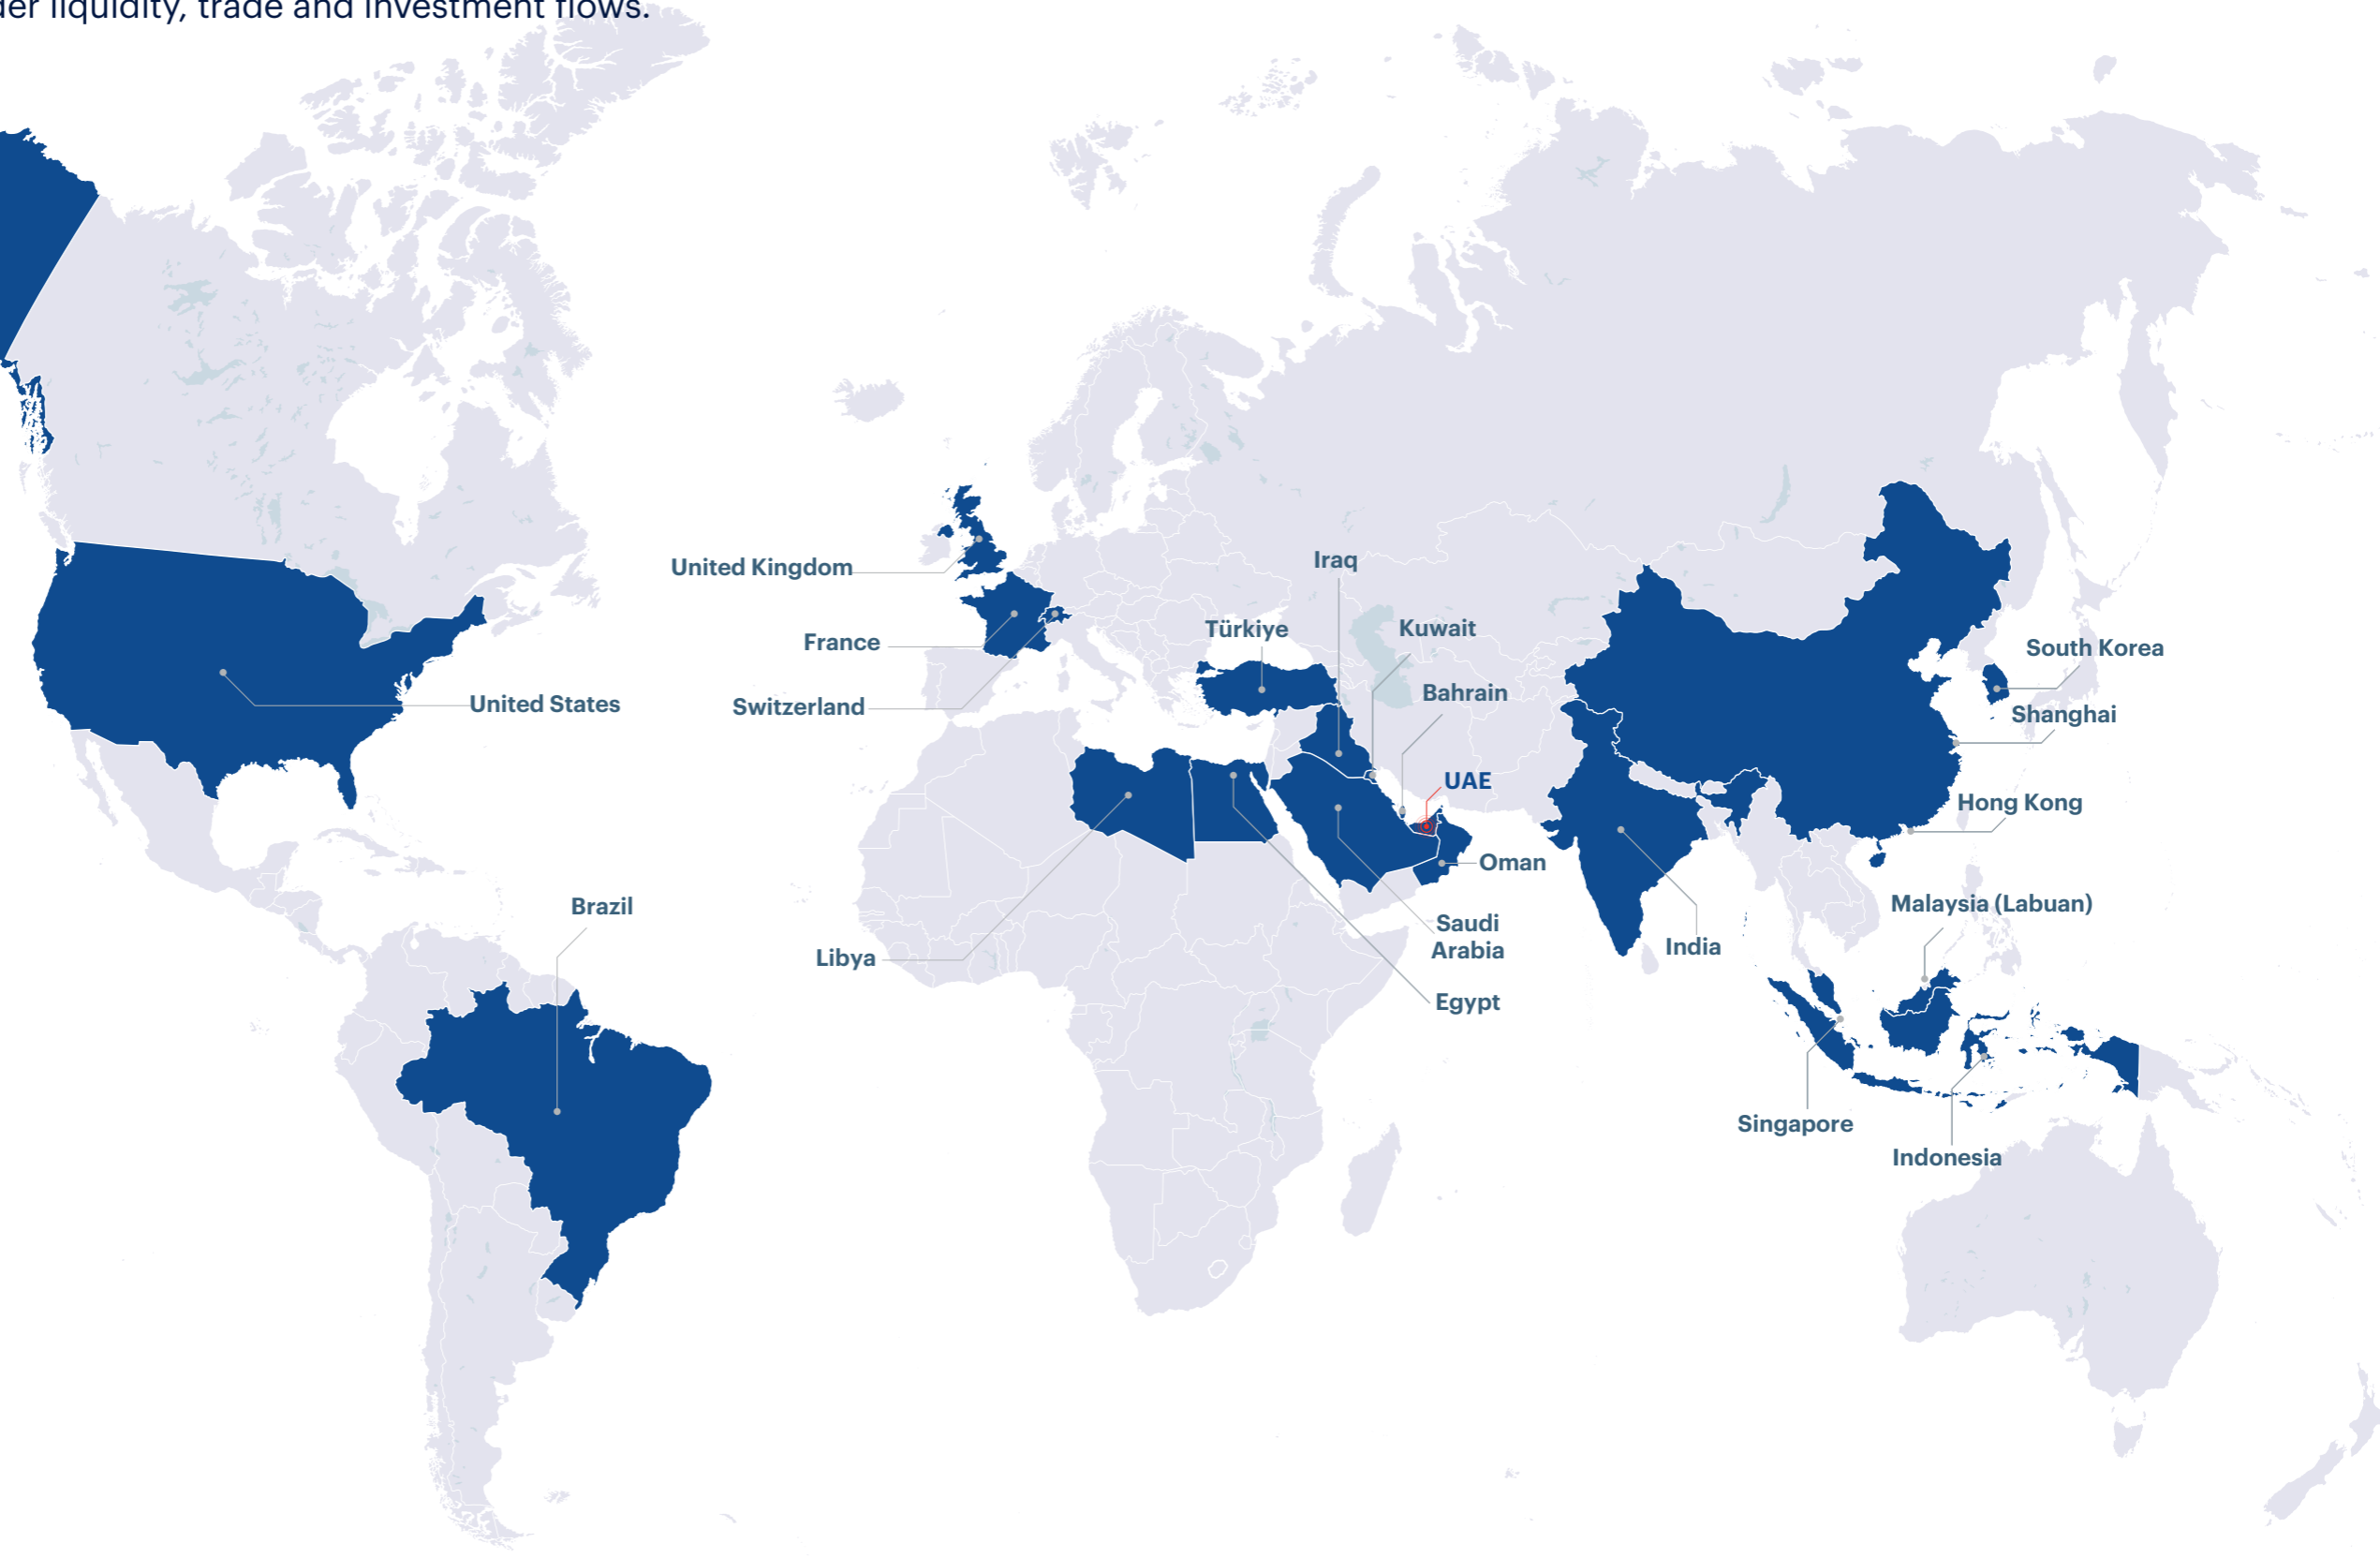 liquidity, trade and investment flows.
United Kingdom
Iraq
France
Türkiye
Kuwait
South Korea
Switzerland
Bahrain
United States
Shanghai
UAE
Hong Kong
Oman
Brazil
Malaysia (Labuan)
Saudi
Arabia
India
Libya
Egypt
Singapore
Indonesia